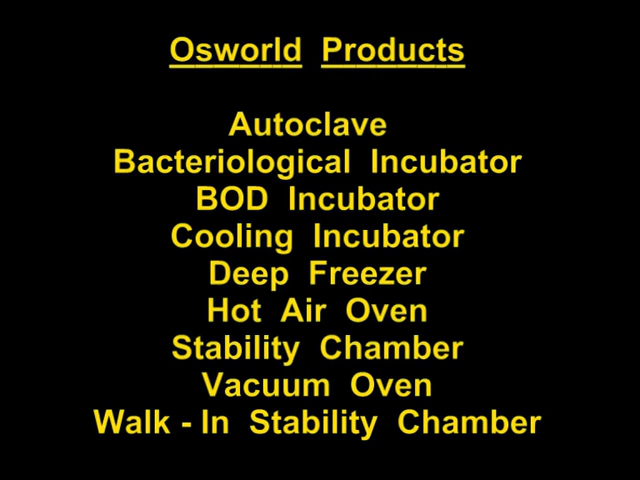 Osworld Products
Autoclave
Bacteriological Incubator
BOD Incubator
Cooling Incubator
Deep Freezer
Hot Air Oven
Stability Chamber
Vacuum Oven
Walk - In Stability Chamber